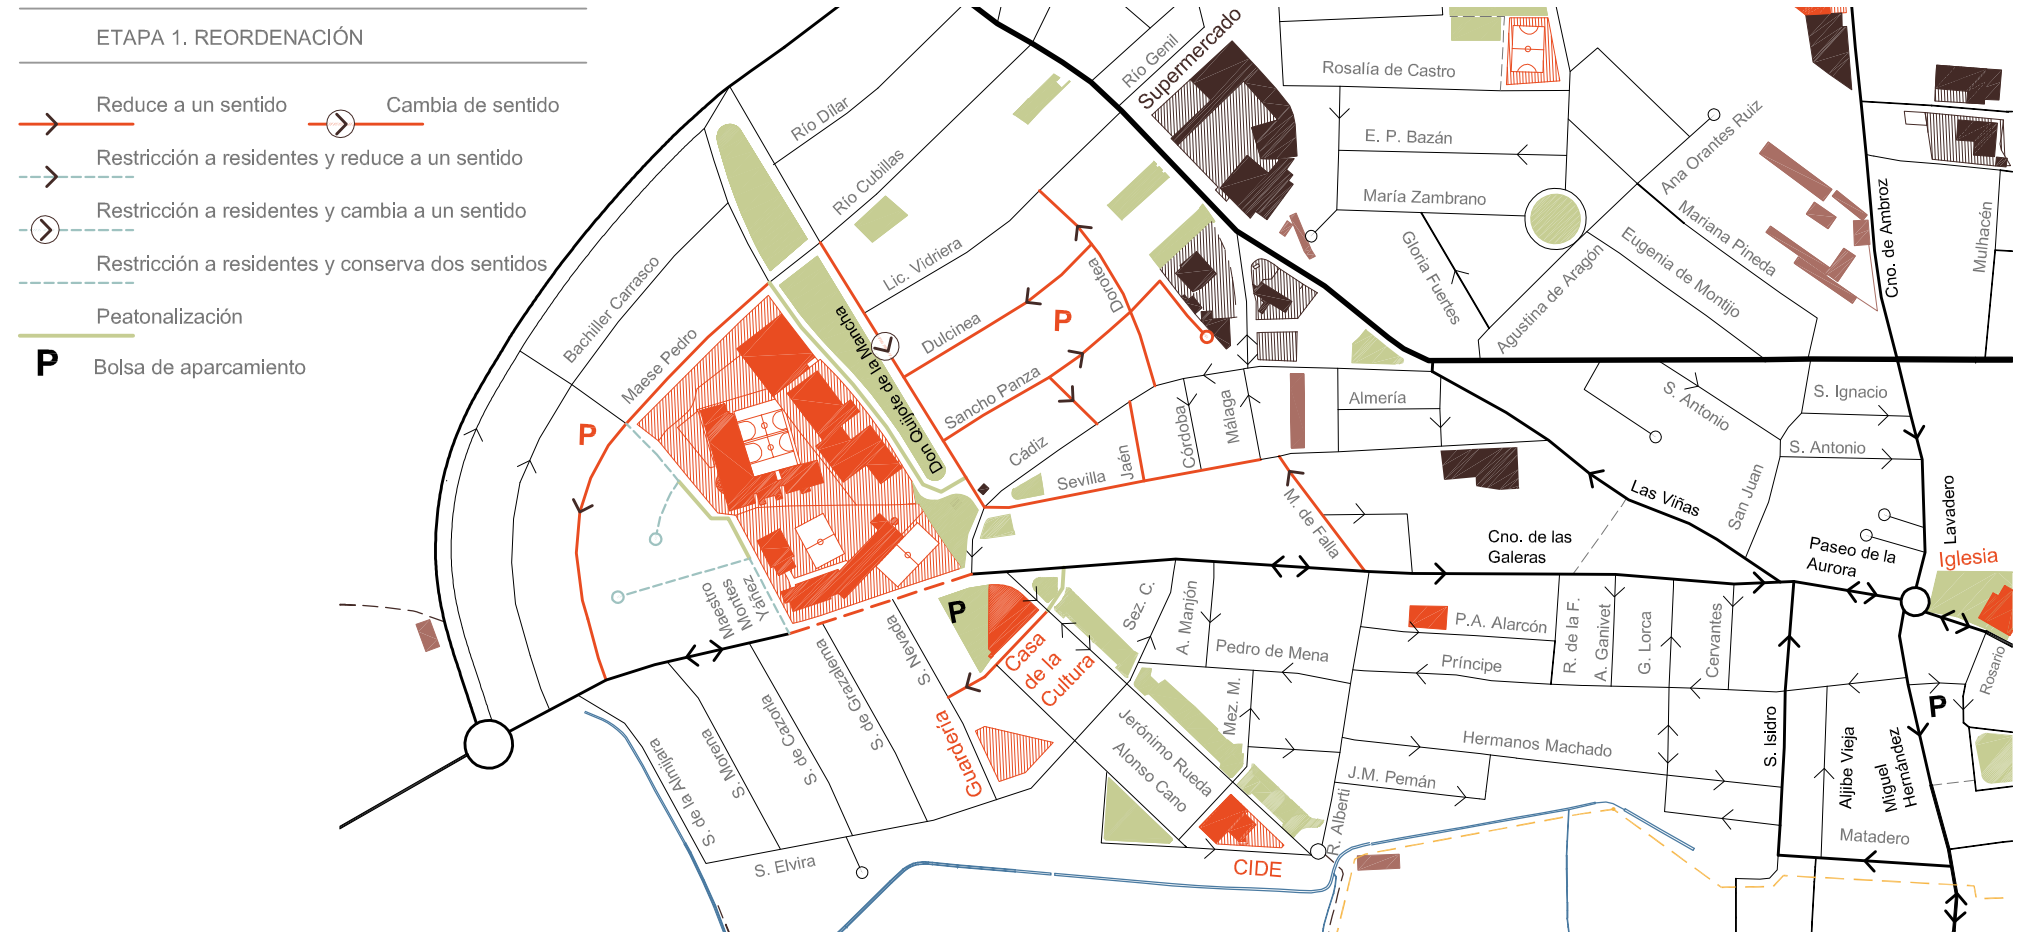 ETAPA 1. REORDENACIÓN
Reduce a un sentido
Cambia de sentido
Restricción a residentes y reduce a un sentido
Restricción a residentes y cambia a un sentido
Restricción a residentes y conserva dos sentidos
Peatonalización
P
Bolsa de aparcamiento
Río Dílar
Río Cubillas
Río Genil
Supermercado
Lic. Vidriera
Bachiller Carrasco
Maese Pedro
Don Quijote de la Mancha
Dulcinea
Dorotea
Sancho Panza
P
P
Cádiz
Sevilla
Jaén
Córdoba
Málaga
Almería
M. de Falla
Rosalía de Castro
E. P. Bazán
María Zambrano
Gloria Fuertes
Agustina de Aragón
Ana Orantes Ruiz
Mariana Pineda
Eugenia de Montijo
Cno. de Ambroz
Mulhacén
S. Antonio
S. Ignacio
S. Antonio
San Juan
Las Viñas
Lavadero
Cno. de las
Galeras
Paseo de la
Aurora
Iglesia
Maestro
Montes
Yáñez
P
Casa
de la
Cultura
Guardería
S. Nevada
S. de Grazalema
S. de Cazorla
S. Morena
S. de la Almijara
S. Elvira
Sez. C.
A. Manjón
Pedro de Mena
Mez. M.
Jerónimo Rueda
Alonso Cano
CIDE
R. Alberti
P.A. Alarcón
Príncipe
R. de la F.
A. Ganivet
G. Lorca
Cervantes
Hermanos Machado
J.M. Pemán
S. Isidro
Aljibe Vieja
Miguel
Hernández
P
Rosario
Matadero